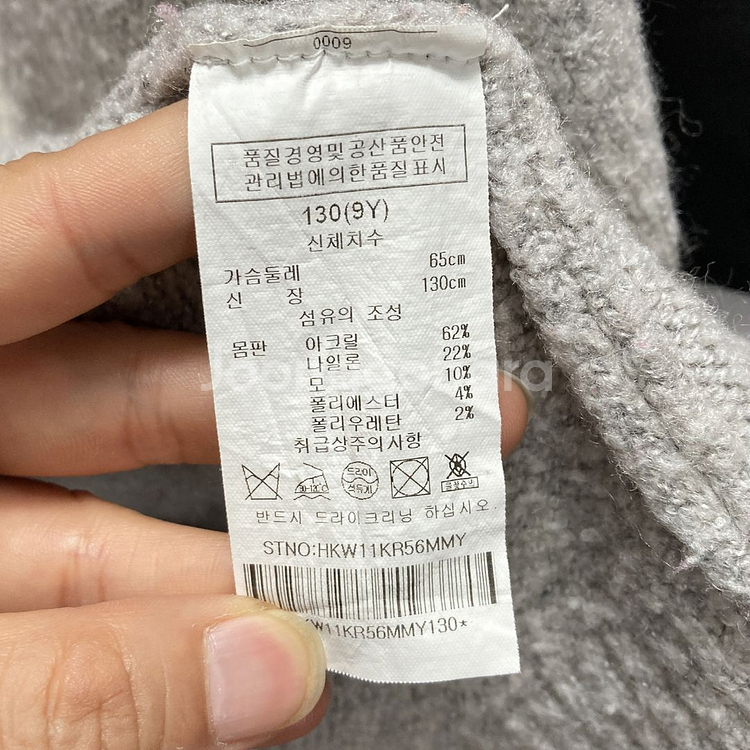 0009
품질경영및공산품안전
관리법에의한품질표시
130(9Y)
신체치수
가슴둘레 65cm
신 장 130cm
섬유의 조성
몸판 아크릴 62%
나일론 22%
모 10%
폴리에스터 4%
폴리우레탄 2%
취급상주의사항
드라이
반드시 드라이크리닝 하십시오.
STNO:HKW11KR56MMY
KW11KR56MMY130*